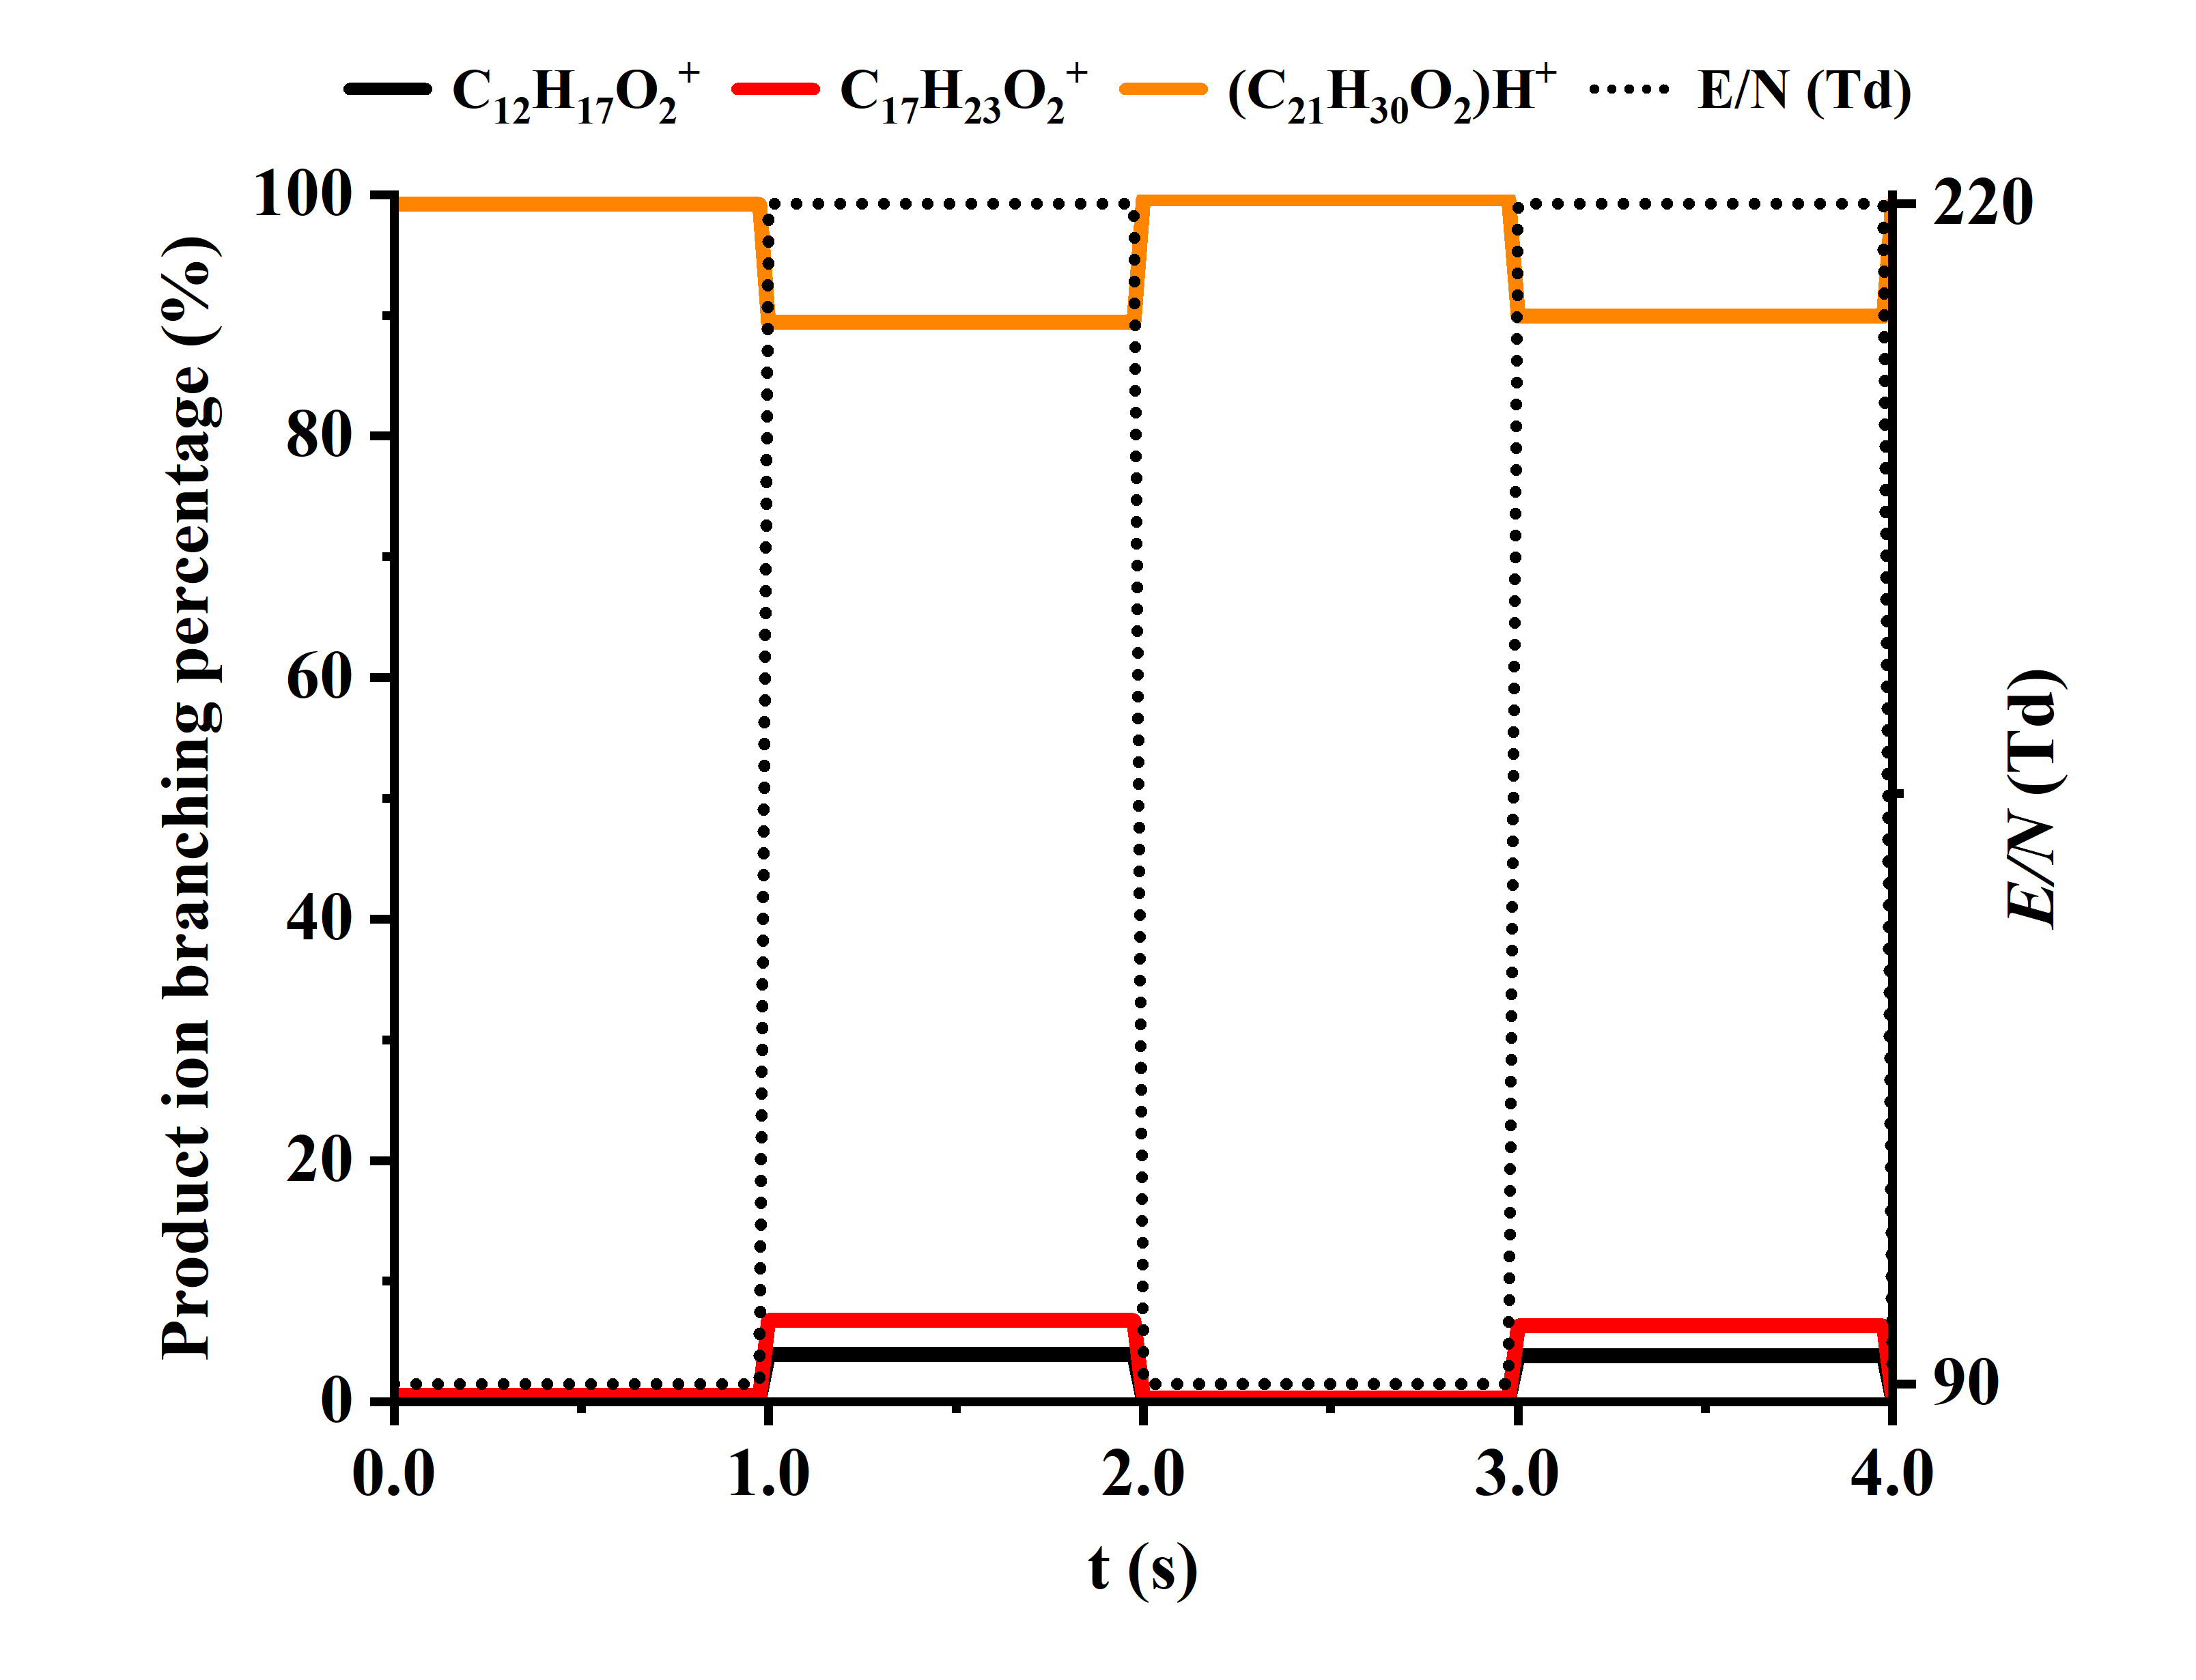 C₁₂H₁₇O₂⁺ C₁₇H₂₃O₂⁺ (C₂₁H₃₀O₂)H⁺ E/N (Td)
Product ion branching percentage (%)
100
80
60
40
20
0
220
90
E/N (Td)
0.0 1.0 2.0 3.0 4.0
t (s)